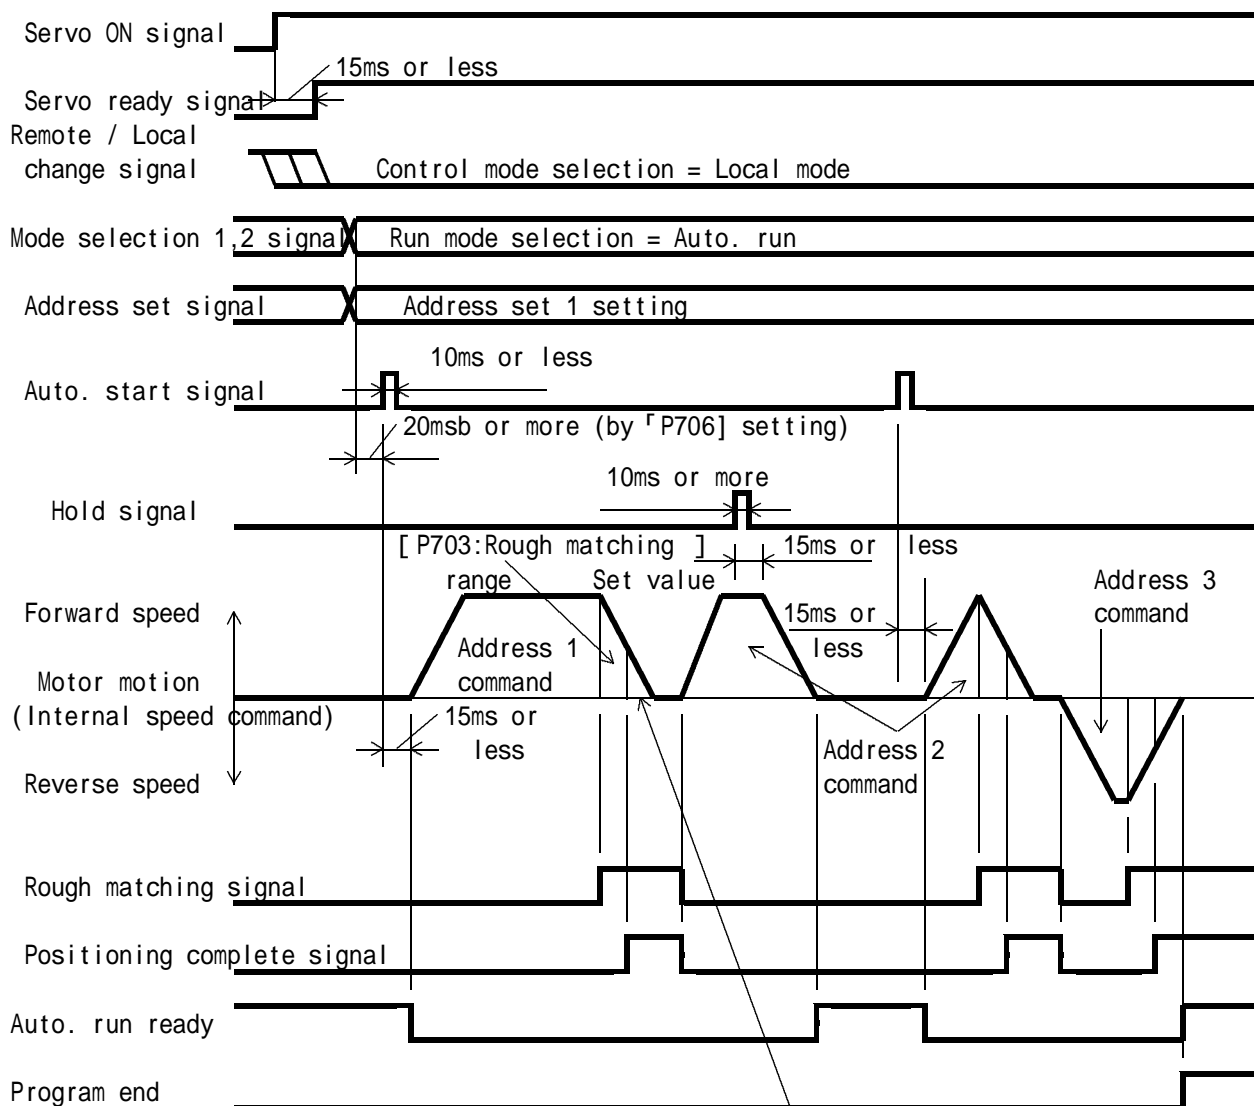 Servo ON signal
15ms or less
Servo ready signal
Remote / Local
change signal
Control mode selection = Local mode
Mode selection 1,2 signal
Run mode selection = Auto. run
Address set signal
Address set 1 setting
10ms or less
Auto. start signal
20msb or more (by「P706] setting)
10ms or more
Hold signal
[ P703:Rough matching ]
range Set value
15ms or less
Address 3
command
Forward speed
15ms or
less
Address 1
command
Motor motion
(Internal speed command)
15ms or
less
Address 2
command
Reverse speed
Rough matching signal
Positioning complete signal
Auto. run ready
Program end